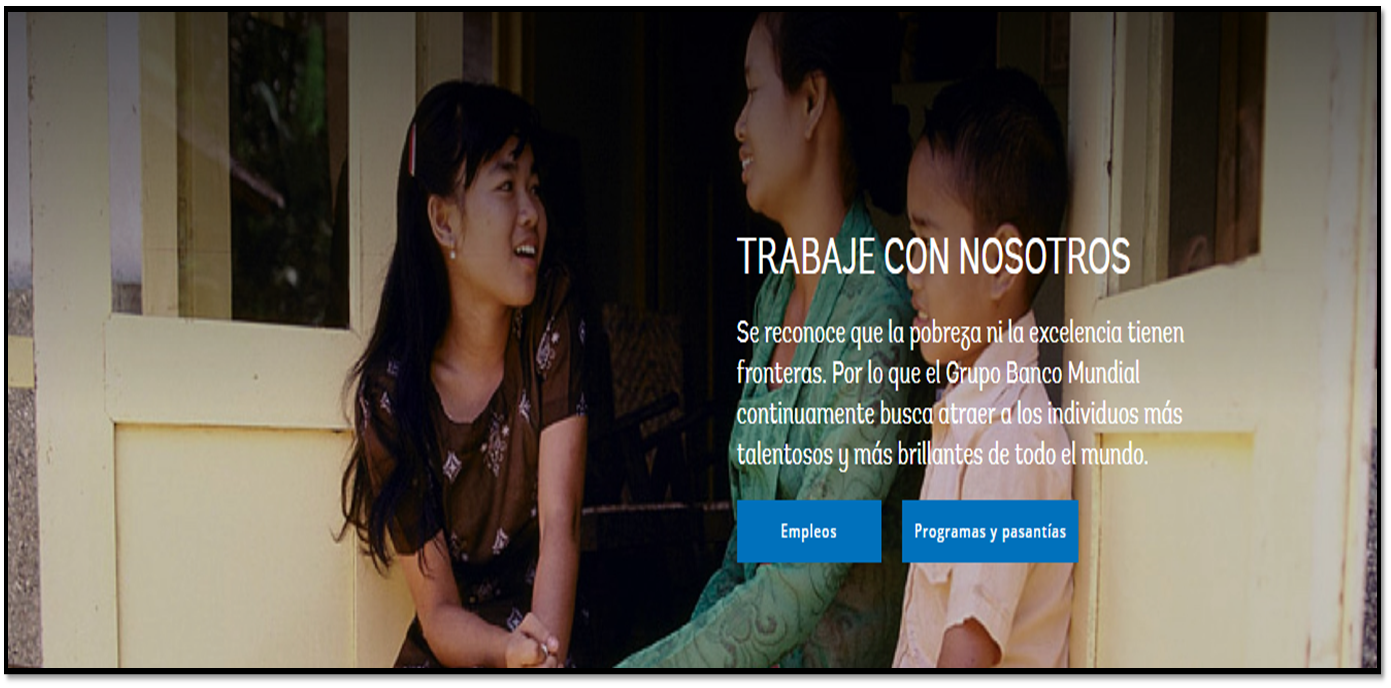 TRABAJE CON NOSOTROS
Se reconoce que la pobreza ni la excelencia tienen
fronteras. Por lo que el Grupo Banco Mundial
continuamente busca atraer a los individuos más
talentosos y más brillantes de todo el mundo.
Empleos
Programas y pasantías